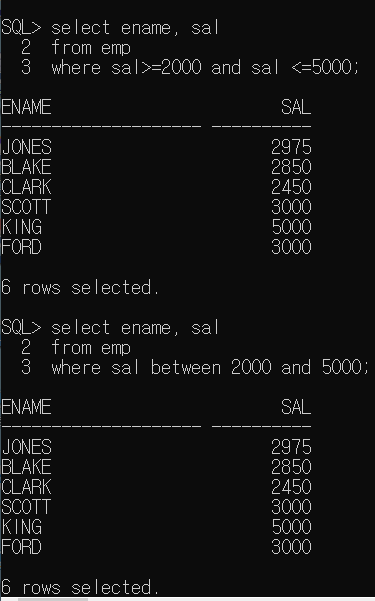 SQL> select ename, sal
  2  from emp
  3  where sal>=2000 and sal <=5000;
ENAME                       SAL
-------------------- ----------
JONES                      2975
BLAKE                      2850
CLARK                      2450
SCOTT                      3000
KING                       5000
FORD                       3000
6 rows selected.
SQL> select ename, sal
  2  from emp
  3  where sal between 2000 and 5000;
ENAME                       SAL
-------------------- ----------
JONES                      2975
BLAKE                      2850
CLARK                      2450
SCOTT                      3000
KING                       5000
FORD                       3000
6 rows selected.